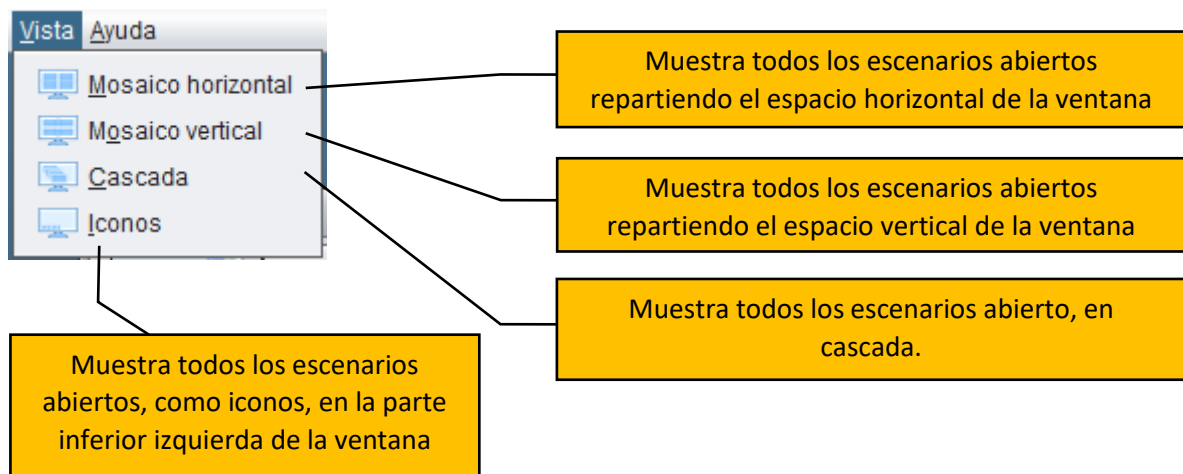 Vista Ayuda
Mosaico horizontal
Mosaico vertical
Cascada
Iconos
Muestra todos los escenarios abiertos
repartiendo el espacio horizontal de la ventana
Muestra todos los escenarios abiertos
repartiendo el espacio vertical de la ventana
Muestra todos los escenarios abierto, en
cascada.
Muestra todos los escenarios
abiertos, como iconos, en la parte
inferior izquierda de la ventana